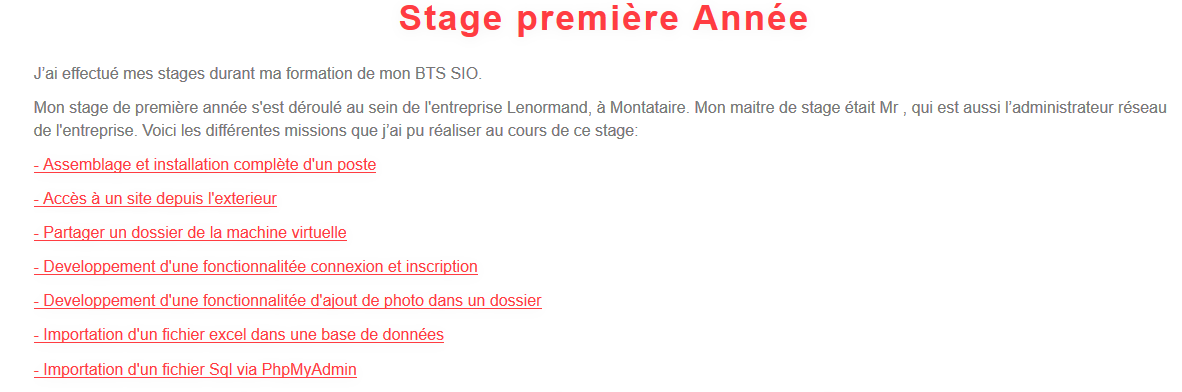 Stage première Année
J’ai effectué mes stages durant ma formation de mon BTS SIO.
Mon stage de première année s'est déroulé au sein de l'entreprise Lenormand, à Montataire. Mon maitre de stage était Mr , qui est aussi l’administrateur réseau
de l'entreprise. Voici les différentes missions que j’ai pu réaliser au cours de ce stage:
- Assemblage et installation complète d'un poste
- Accès à un site depuis l'exterieur
- Partager un dossier de la machine virtuelle
- Developpement d'une fonctionnalitée connexion et inscription
- Developpement d'une fonctionnalitée d'ajout de photo dans un dossier
- Importation d'un fichier excel dans une base de données
- Importation d'un fichier Sql via PhpMyAdmin